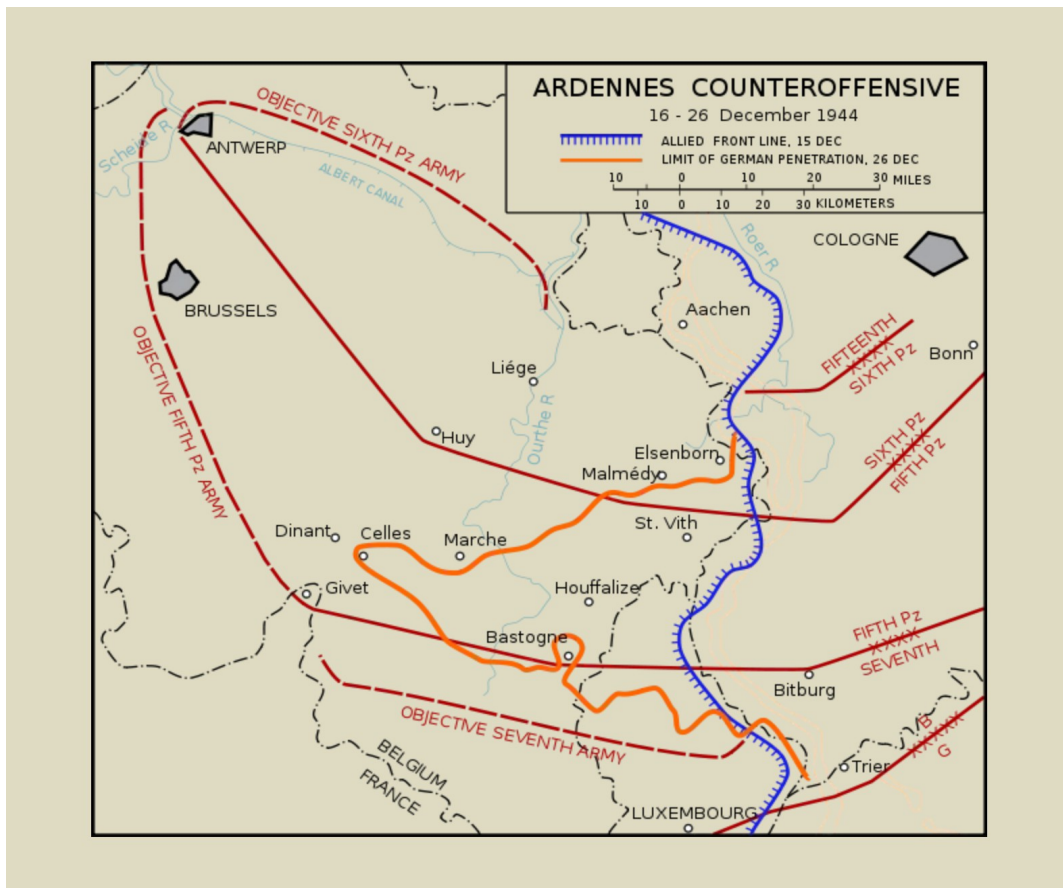 ARDENNES COUNTEROFFENSIVE
16 - 26 December 1944
ALLIED FRONT LINE, 15 DEC
LIMIT OF GERMAN PENETRATION, 26 DEC
10 0 10 20 30 MILES
10 0 10 20 30 KILOMETERS
OBJECTIVE SIXTH Pz ARMY
Schelde R
ANTWERP
ALBERT CANAL
Roer R
COLOGNE
BRUSSELS
Aachen
OBJECTIVE FIFTH Pz ARMY
FIFTEENTH
XXXX
SIXTH Pz
Bonn
Liége
Ourthe R
Huy
SIXTH Pz
XXXX
FIFTH Pz
Elsenborn
Malmédy
Dinant
Celles
Marche
St. Vith
Givet
Houffalize
Bastogne
FIFTH Pz
XXXX
SEVENTH
Bitburg
OBJECTIVE SEVENTH ARMY
B
XXXXX
G
BELGIUM
FRANCE
Trier
LUXEMBOURG